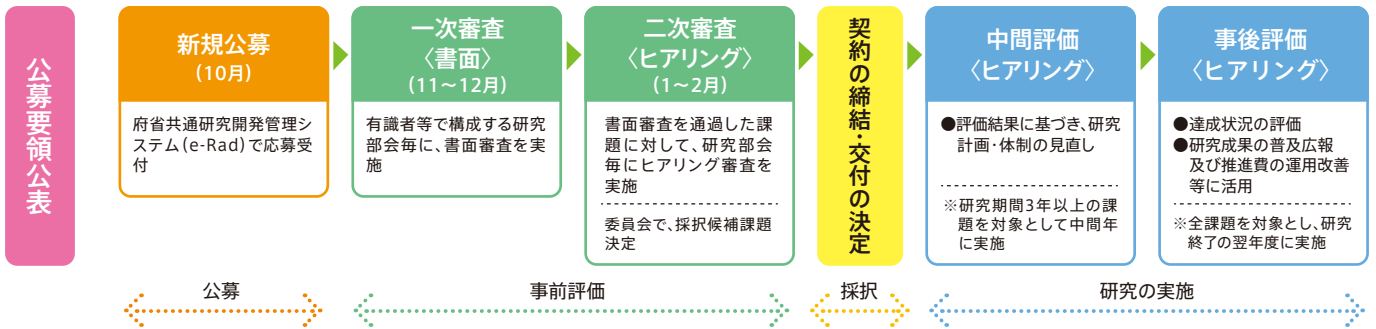 公募要領公表
新規公募
(10月)
府省共通研究開発管理シ
ステム(e-Rad)で応募受
付
一次審査
〈書面〉
(11～12月)
有識者等で構成する研究
部会毎に、書面審査を実
施
二次審査
〈ヒアリング〉
(1～2月)
書面審査を通過した課
題に対して、研究部会
毎にヒアリング審査を
実施
委員会で、採択候補課題
決定
契約の締結・交付の決定
中間評価
〈ヒアリング〉
●評価結果に基づき、研究
計画・体制の見直し
※研究期間3年以上の課
題を対象として中間年
に実施
事後評価
〈ヒアリング〉
●達成状況の評価
●研究成果の普及広報
及び推進費の運用改善
等に活用
※全課題を対象とし、研究
終了の翌年度に実施
公募
事前評価
採択
研究の実施